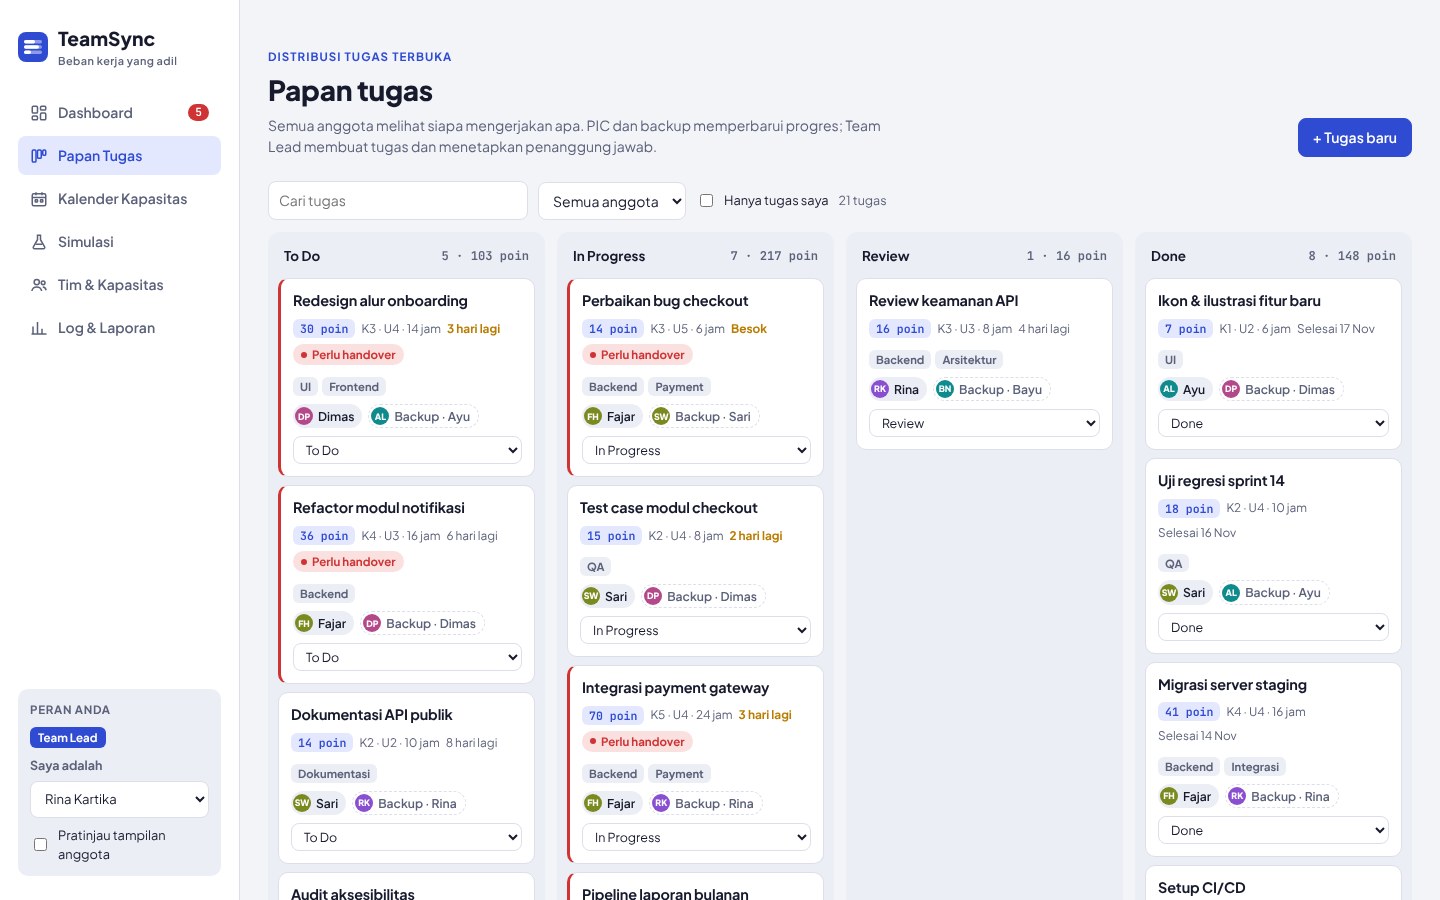 TeamSync
Beban kerja yang adil
Dashboard 5
Papan Tugas
Kalender Kapasitas
Simulasi
Tim & Kapasitas
Log & Laporan
PERAN ANDA
Team Lead
Saya adalah
Rina Kartika
Pratinjau tampilan
anggota
DISTRIBUSI TUGAS TERBUKA
Papan tugas
Semua anggota melihat siapa mengerjakan apa. PIC dan backup memperbarui progres; Team
Lead membuat tugas dan menetapkan penanggung jawab.
+ Tugas baru
Cari tugas
Semua anggota
Hanya tugas saya 21 tugas
To Do 5 · 103 poin
Redesign alur onboarding
30 poin K3 · U4 · 14 jam 3 hari lagi
Perlu handover
UI Frontend
DP Dimas AL Backup · Ayu
To Do
Refactor modul notifikasi
36 poin K4 · U3 · 16 jam 6 hari lagi
Perlu handover
Backend
FH Fajar DP Backup · Dimas
To Do
Dokumentasi API publik
14 poin K2 · U2 · 10 jam 8 hari lagi
Dokumentasi
SW Sari RK Backup · Rina
To Do
Audit aksesibilitas
In Progress 7 · 217 poin
Perbaikan bug checkout
14 poin K3 · U5 · 6 jam Besok
Perlu handover
Backend Payment
FH Fajar SW Backup · Sari
In Progress
Test case modul checkout
15 poin K2 · U4 · 8 jam 2 hari lagi
QA
SW Sari DP Backup · Dimas
In Progress
Integrasi payment gateway
70 poin K5 · U4 · 24 jam 3 hari lagi
Perlu handover
Backend Payment
FH Fajar RK Backup · Rina
In Progress
Pipeline laporan bulanan
Review 1 · 16 poin
Review keamanan API
16 poin K3 · U3 · 8 jam 4 hari lagi
Backend Arsitektur
RK Rina BN Backup · Bayu
Review
Done 8 · 148 poin
Ikon & ilustrasi fitur baru
7 poin K1 · U2 · 6 jam Selesai 17 Nov
UI
AL Ayu DP Backup · Dimas
Done
Uji regresi sprint 14
18 poin K2 · U4 · 10 jam
Selesai 16 Nov
QA
SW Sari AL Backup · Ayu
Done
Migrasi server staging
41 poin K4 · U4 · 16 jam
Selesai 14 Nov
Backend Integrasi
FH Fajar RK Backup · Rina
Done
Setup CI/CD